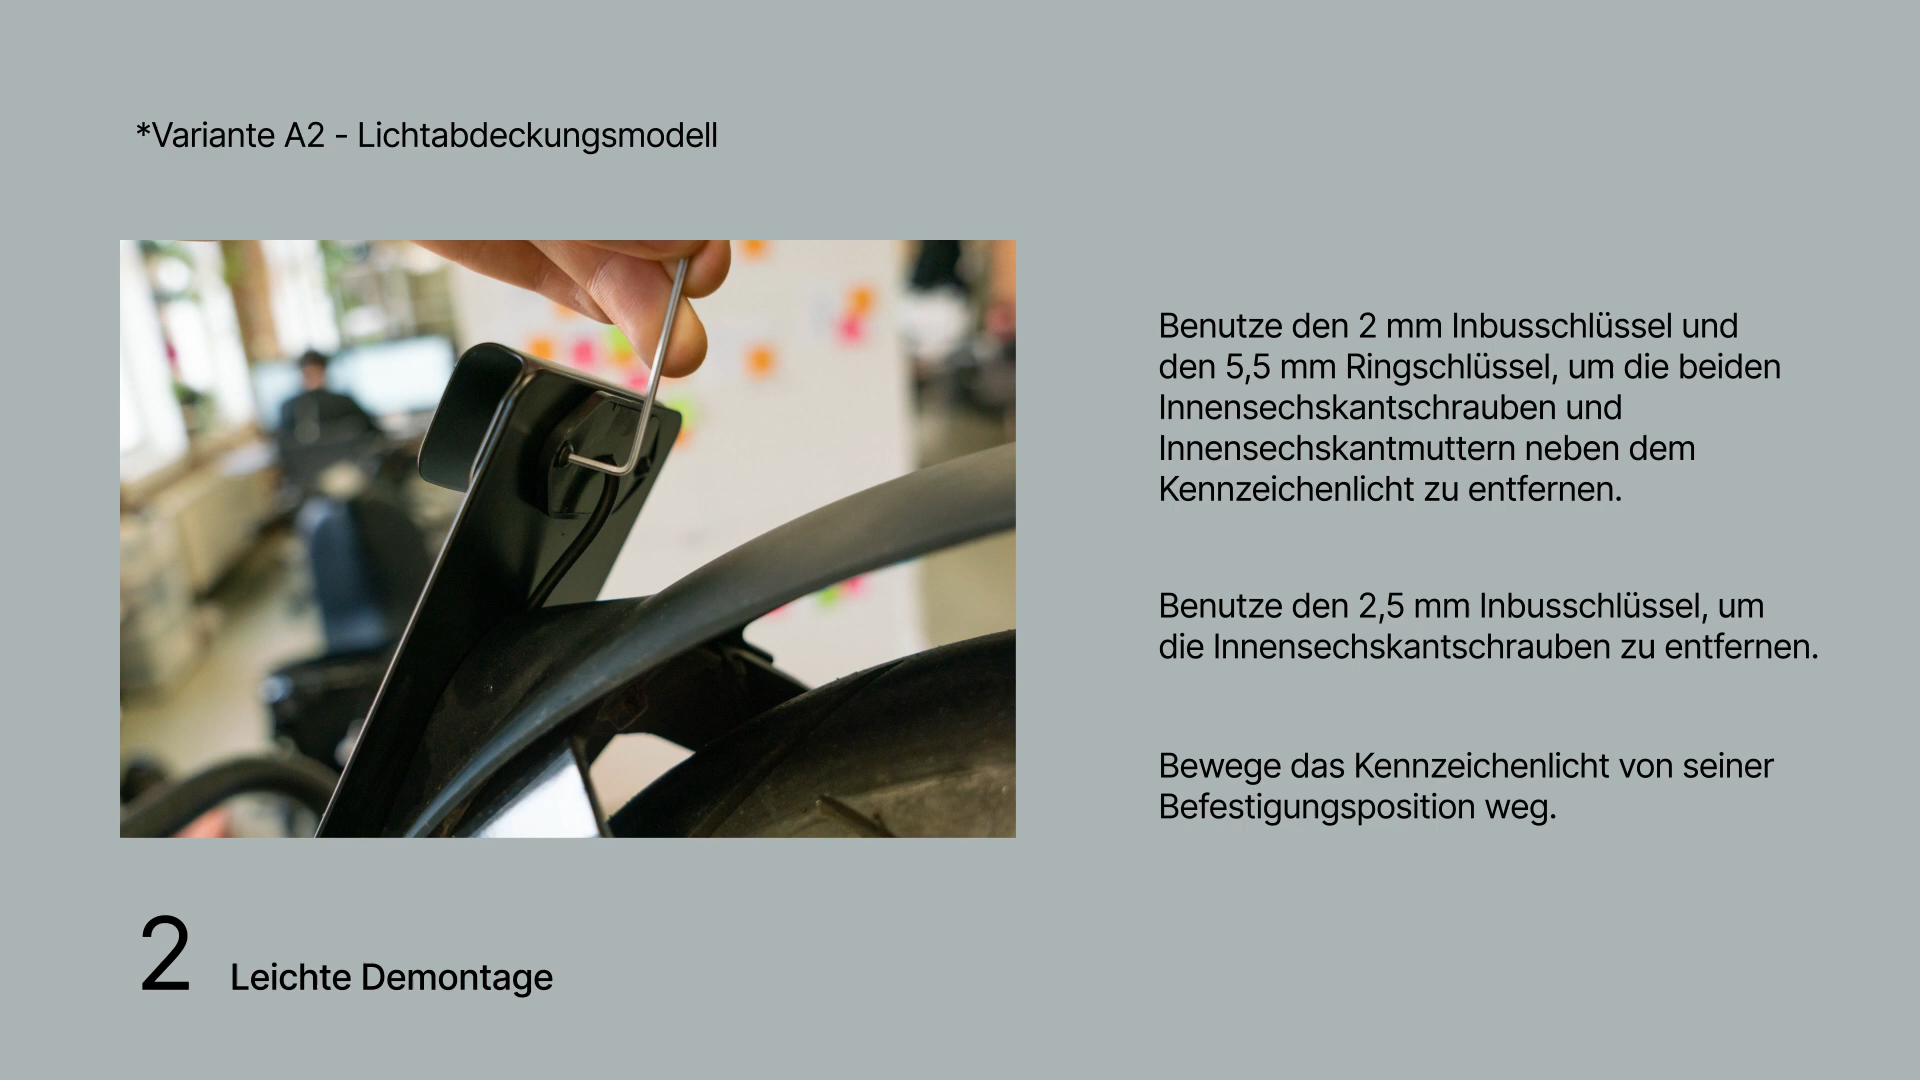 *Variante A2 - Lichtabdeckungsmodell
Benutze den 2 mm Inbusschlüssel und
den 5,5 mm Ringschlüssel, um die beiden
Innensechskantschrauben und
Innensechskantmuttern neben dem
Kennzeichenlicht zu entfernen.
Benutze den 2,5 mm Inbusschlüssel, um
die Innensechskantschrauben zu entfernen.
Bewege das Kennzeichenlicht von seiner
Befestigungsposition weg.
2 Leichte Demontage